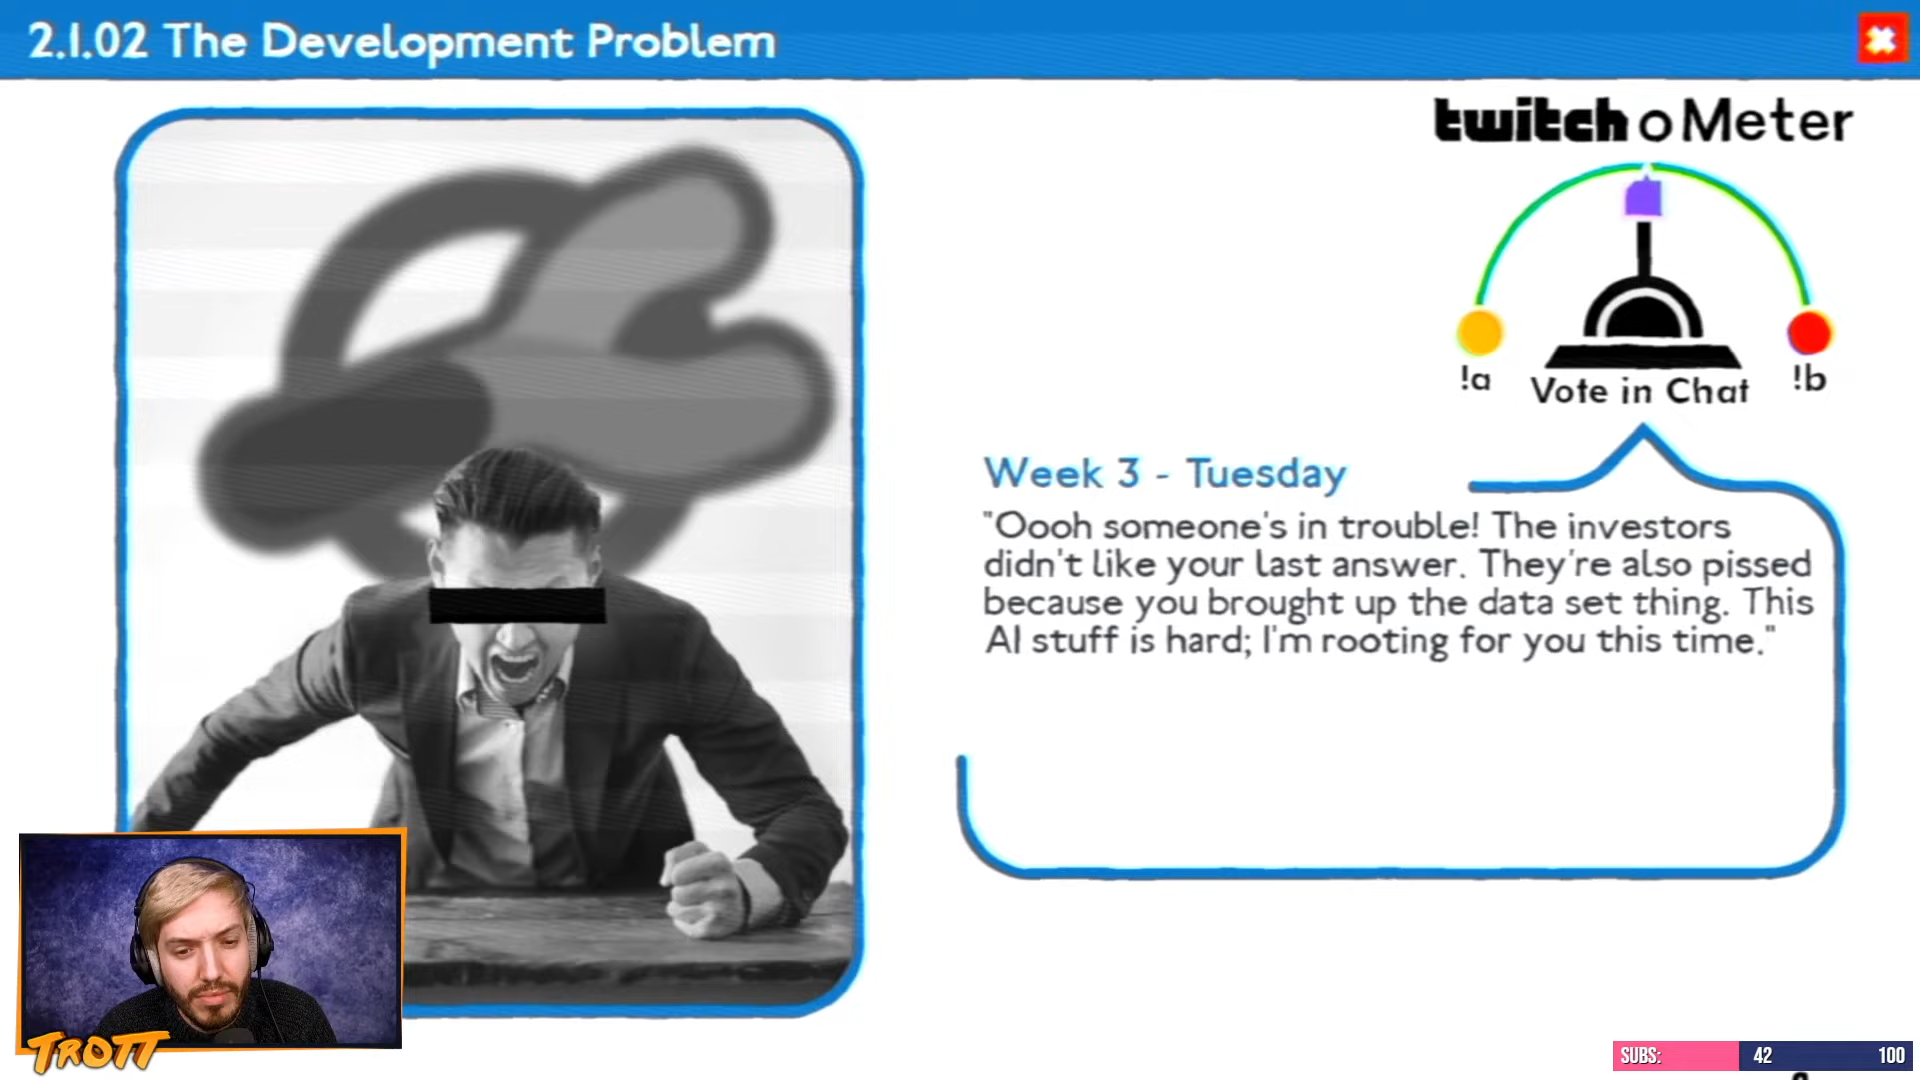 2.1.02 The Development Problem
twitch o Meter
!a
Vote in Chat
!b
Week 3 - Tuesday
"Oooh someone's in trouble! The investors
didn't like your last answer. They're also pissed
because you brought up the data set thing. This
AI stuff is hard; I'm rooting for you this time."
TROTT
SUBS:
42
100